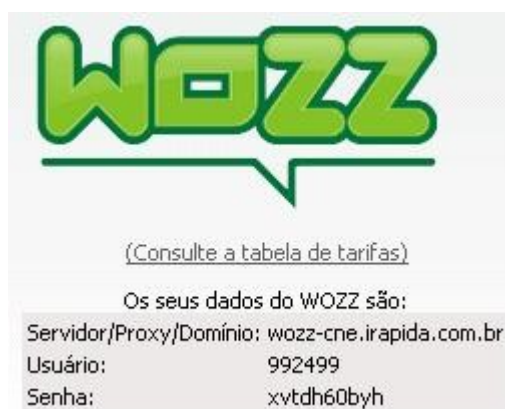 WOZZ
(Consulte a tabela de tarifas)
Os seus dados do WOZZ são:
Servidor/Proxy/Domínio: wozz-cne.irapida.com.br
Usuário: 992499
Senha: xvtdh60byh